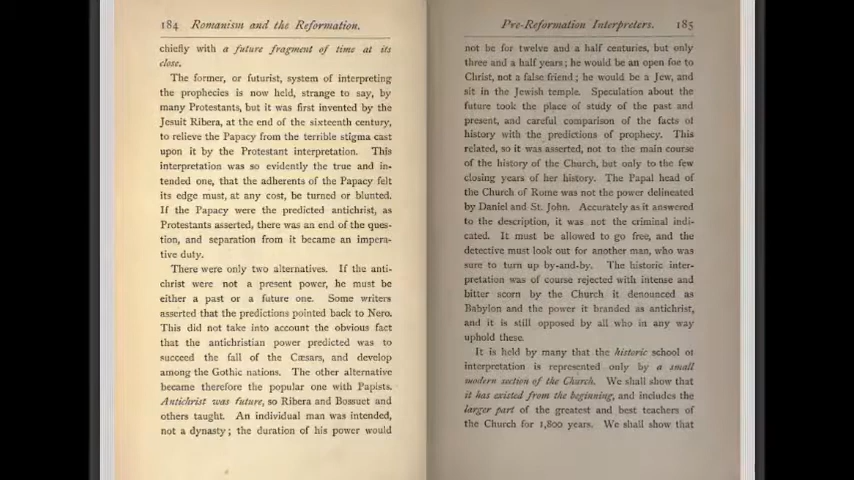 184 Romanism and the Reformation.
chiefly with a future fragment of time at its
close.
The former, or futurist, system of interpreting
the prophecies is now held, strange to say, by
many Protestants, but it was first invented by the
Jesuit Ribera, at the end of the sixteenth century,
to relieve the Papacy from the terrible stigma cast
upon it by the Protestant interpretation. This
interpretation was so evidently the true and in-
tended one, that the adherents of the Papacy felt
its edge must, at any cost, be turned or blunted.
If the Papacy were the predicted antichrist, as
Protestants asserted, there was an end of the ques-
tion, and separation from it became an impera-
tive duty.
There were only two alternatives. If the anti-
christ were not a present power, he must be
either a past or a future one. Some writers
asserted that the predictions pointed back to Nero.
This did not take into account the obvious fact
that the antichristian power predicted was to
succeed the fall of the Cæsars, and develop
among the Gothic nations. The other alternative
became therefore the popular one with Papists.
Antichrist was future, so Ribera and Bossuet and
others taught. An individual man was intended,
not a dynasty; the duration of his power would
Pre-Reformation Interpreters. 185
not be for twelve and a half centuries, but only
three and a half years; he would be an open foe to
Christ, not a false friend; he would be a Jew, and
sit in the Jewish temple. Speculation about the
future took the place of study of the past and
present, and careful comparison of the facts of
history with the predictions of prophecy. This
related, so it was asserted, not to the main course
of the history of the Church, but only to the few
closing years of her history. The Papal head of
the Church of Rome was not the power delineated
by Daniel and St. John. Accurately as it answered
to the description, it was not the criminal indi-
cated. It must be allowed to go free, and the
detective must look out for another man, who was
sure to turn up by-and-by. The historic inter-
pretation was of course rejected with intense and
bitter scorn by the Church it denounced as
Babylon and the power it branded as antichrist,
and it is still opposed by all who in any way
uphold these.
It is held by many that the historic school of
interpretation is represented only by a small
modern section of the Church. We shall show that
it has existed from the beginning, and includes the
larger part of the greatest and best teachers of
the Church for 1,800 years. We shall show that